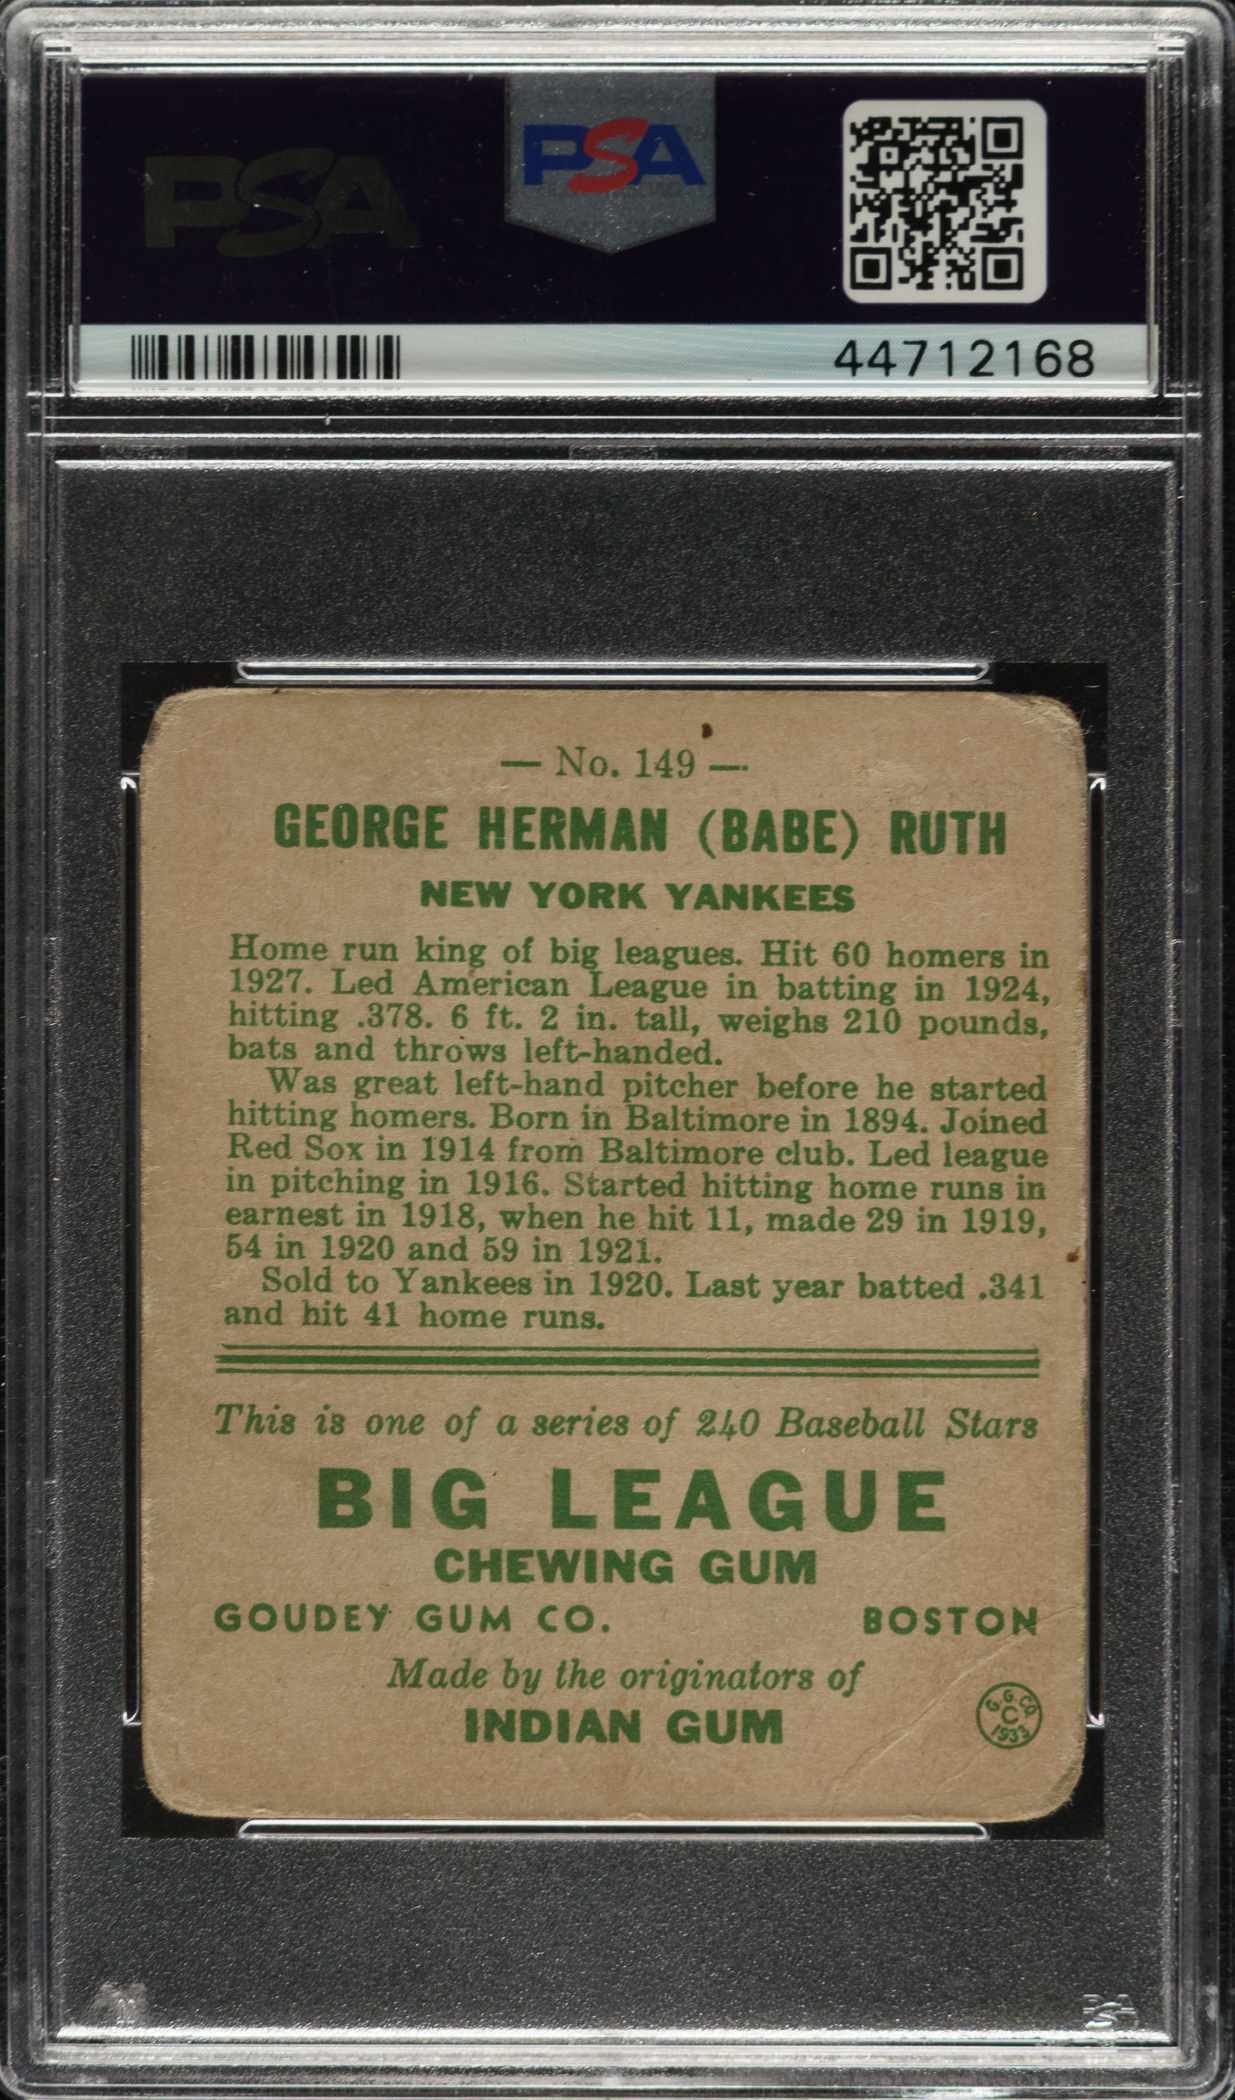 PSA
PSA
44712168
— No. 149 —
GEORGE HERMAN (BABE) RUTH
NEW YORK YANKEES
Home run king of big leagues. Hit 60 homers in
1927. Led American League in batting in 1924,
hitting .378. 6 ft. 2 in. tall, weighs 210 pounds,
bats and throws left-handed.
Was great left-hand pitcher before he started
hitting homers. Born in Baltimore in 1894. Joined
Red Sox in 1914 from Baltimore club. Led league
in pitching in 1916. Started hitting home runs in
earnest in 1918, when he hit 11, made 29 in 1919,
54 in 1920 and 59 in 1921.
Sold to Yankees in 1920. Last year batted .341
and hit 41 home runs.
This is one of a series of 240 Baseball Stars
BIG LEAGUE
CHEWING GUM
GOUDEY GUM CO. BOSTON
Made by the originators of
INDIAN GUM
G. G. CO.
C
1933
PSA